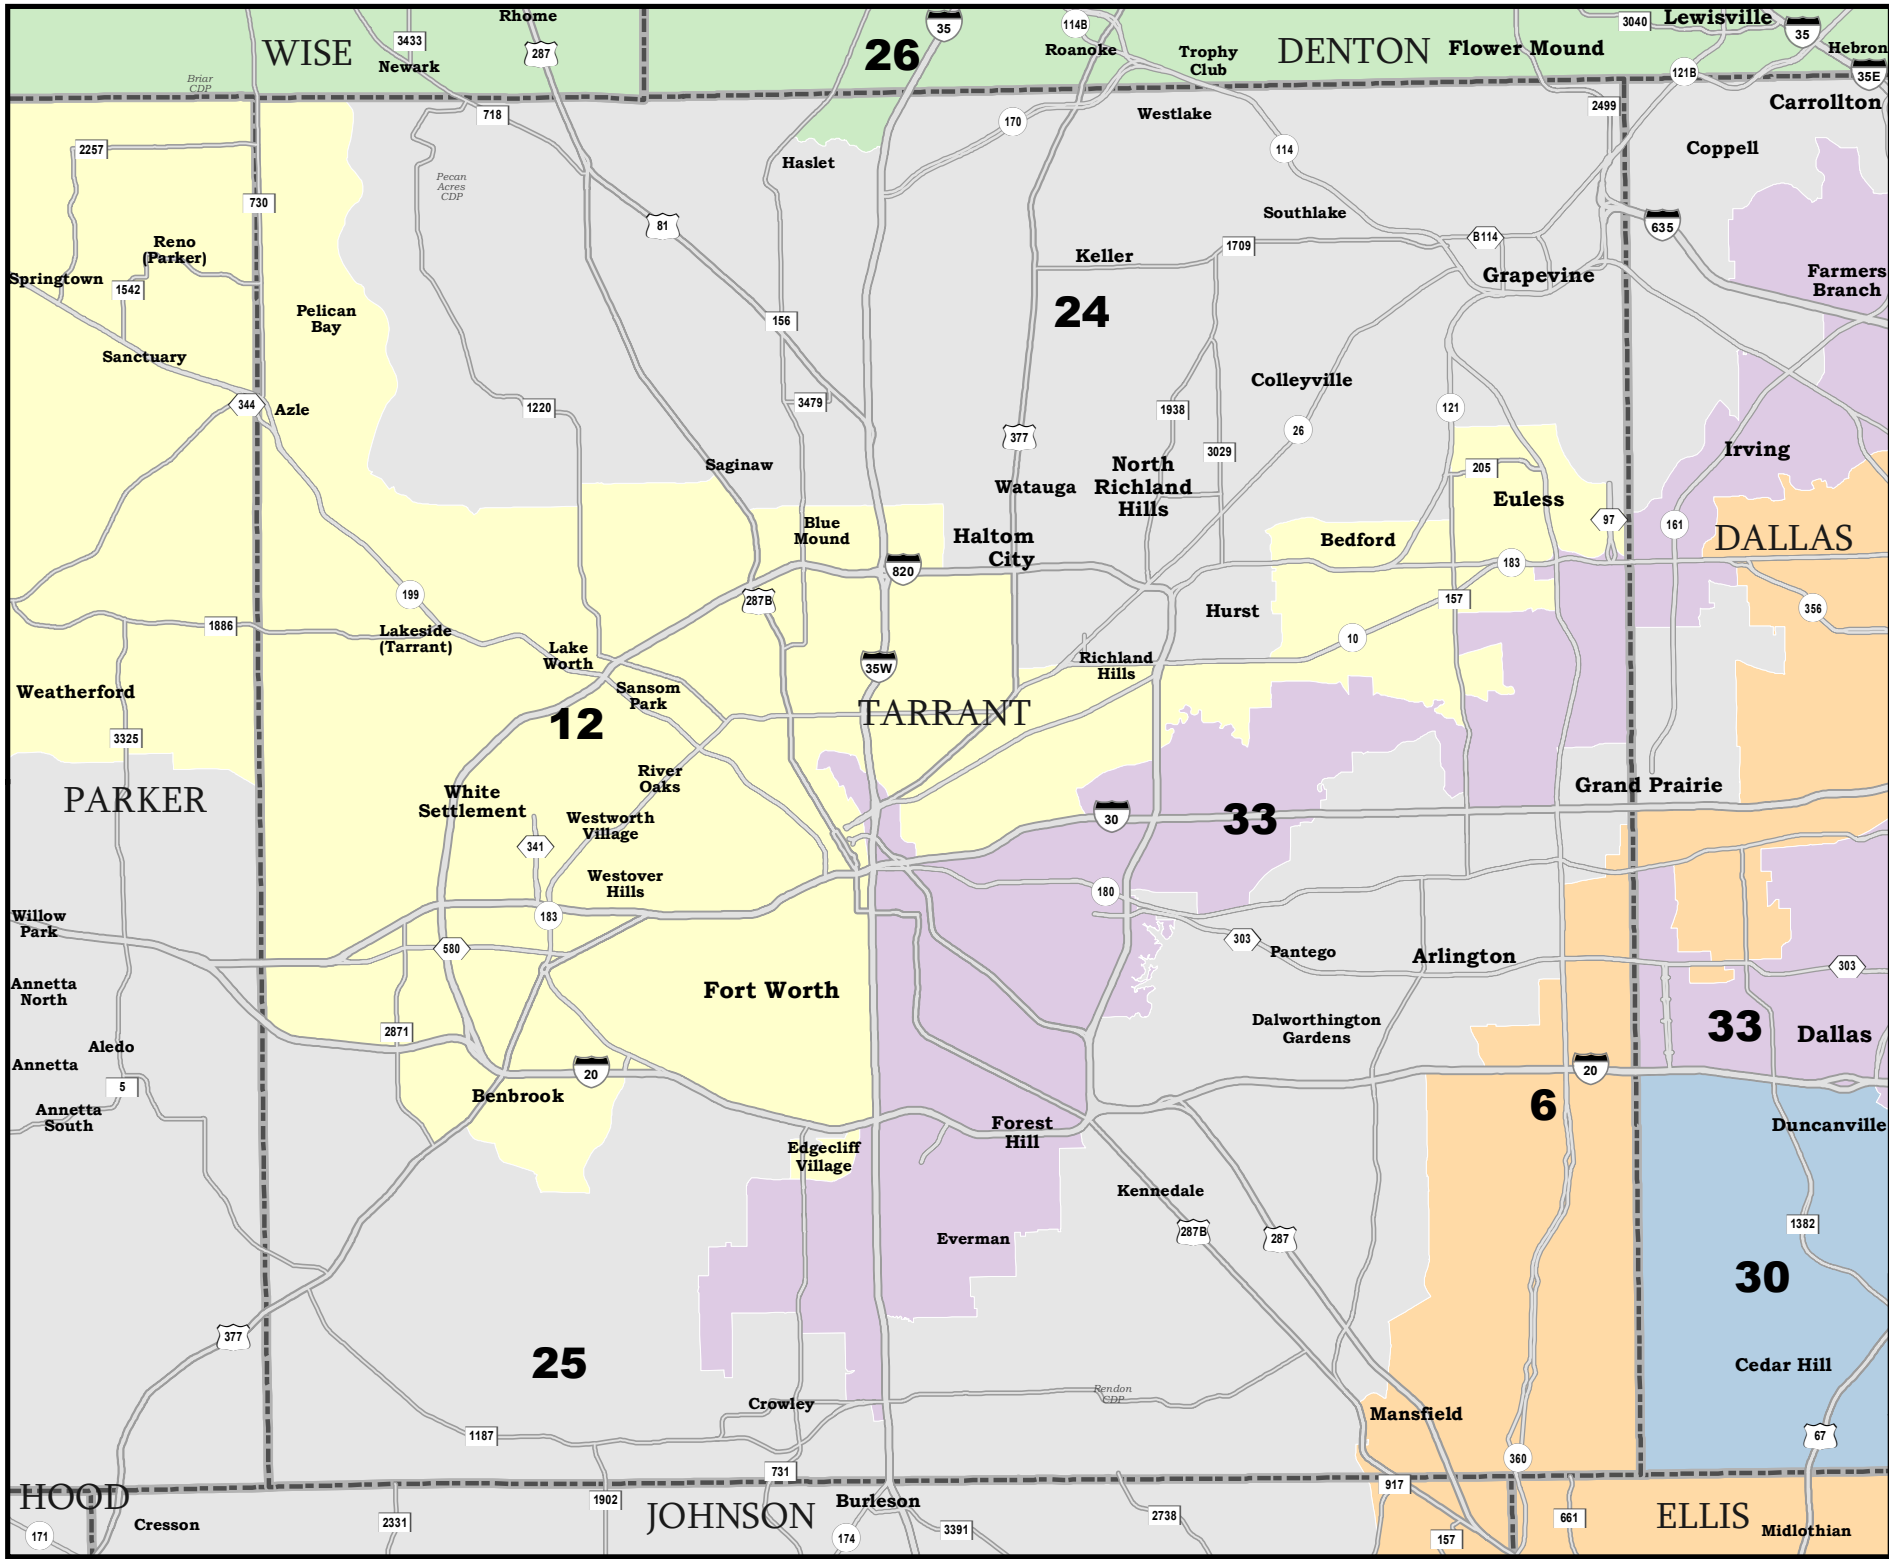 Rhome
35
114B
3040
Lewisville
WISE
3433
287
26
Roanoke
Trophy
Club
DENTON
Flower Mound
35
Hebron
Newark
121B
35E
Briar
CDP
718
170
Westlake
2499
Carrollton
2257
Haslet
114
Coppell
Pecan
Acres
CDP
730
81
Southlake
635
Reno
(Parker)
Springtown
1542
Keller
1709
B114
Grapevine
Farmers
Branch
Pelican
Bay
24
156
Sanctuary
Colleyville
344
Azle
1220
3479
377
1938
26
121
3029
Saginaw
Watauga
North
Richland
Hills
205
Euless
Irving
Blue
Mound
Haltom
City
Bedford
97
161
DALLAS
820
183
199
287B
157
356
1886
Lakeside
(Tarrant)
Hurst
10
Lake
Worth
35W
Richland
Hills
Weatherford
Sansom
Park
12
TARRANT
3325
PARKER
White
Settlement
River
Oaks
Westworth
Village
30
33
Grand Prairie
341
Westover
Hills
180
Willow
Park
183
580
303
Pantego
Arlington
303
Annetta
North
Fort Worth
2871
Dalworthington
Gardens
33
Dallas
Aledo
Annetta
5
20
20
Benbrook
6
Annetta
South
Forest
Hill
Duncanville
Edgecliff
Village
Kennedale
Everman
287B
287
1382
30
377
25
Cedar Hill
Rendon
CDP
Crowley
Mansfield
1187
67
731
360
917
HOOD
1902
JOHNSON
Burleson
171
Cresson
2331
174
3391
2738
157
661
ELLIS
Midlothian